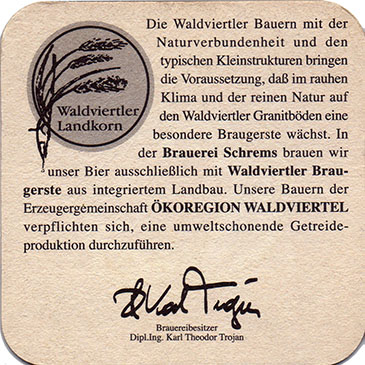 Waldviertler
Landkorn
Die Waldviertler Bauern mit der
Naturverbundenheit und den
typischen Kleinstrukturen bringen
die Voraussetzung, daß im rauhen
Klima und der reinen Natur auf
den Waldviertler Granitböden eine
besondere Braugerste wächst. In
der Brauerei Schrems brauen wir
unser Bier ausschließlich mit Waldviertler Brau-
gerste aus integriertem Landbau. Unsere Bauern der
Erzeugergemeinschaft ÖKOREGION WALDVIERTEL
verpflichten sich, eine umweltschonende Getreide-
produktion durchzuführen.
Brauereibesitzer
Dipl.Ing. Karl Theodor Trojan